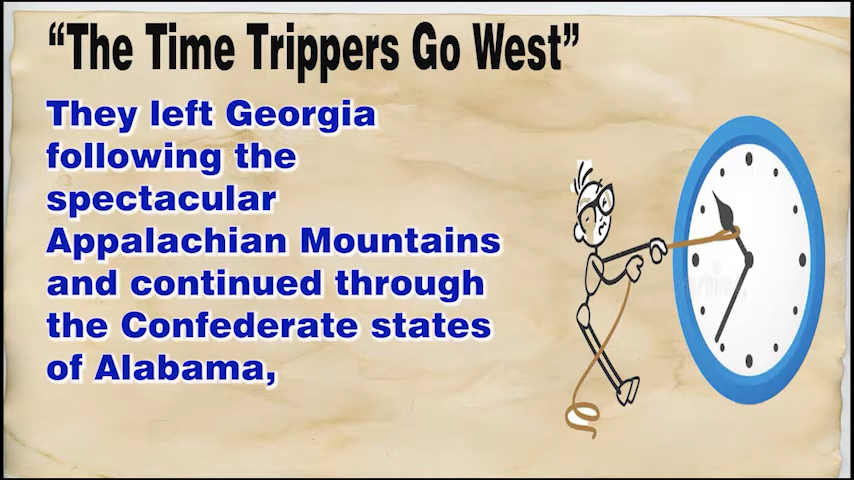 “The Time Trippers Go West”
They left Georgia
following the
spectacular
Appalachian Mountains
and continued through
the Confederate states
of Alabama,